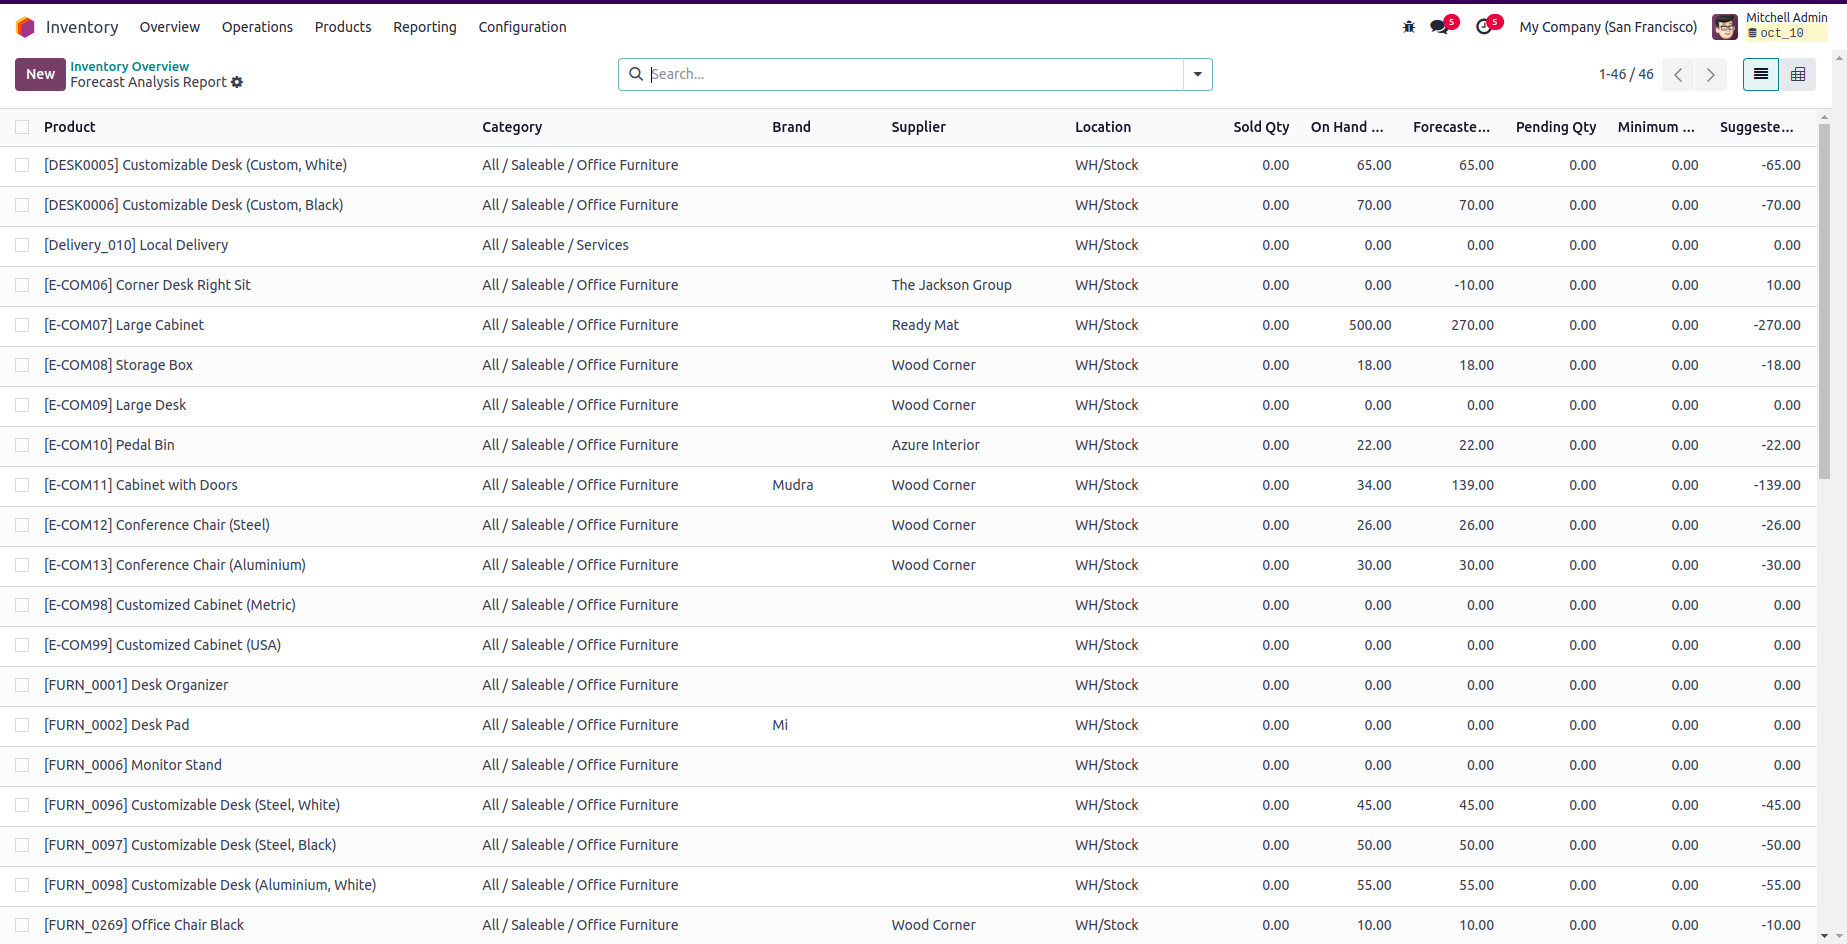 Inventory Overview Operations Products Reporting Configuration 5 5 My Company (San Francisco) Mitchell Admin
oct_10
New Inventory Overview
Forecast Analysis Report Search... 1-46 / 46
Product Category Brand Supplier Location Sold Qty On Hand ... Forecaste... Pending Qty Minimum ... Suggeste...
[DESK0005] Customizable Desk (Custom, White) All / Saleable / Office Furniture WH/Stock 0.00 65.00 65.00 0.00 0.00 -65.00
[DESK0006] Customizable Desk (Custom, Black) All / Saleable / Office Furniture WH/Stock 0.00 70.00 70.00 0.00 0.00 -70.00
[Delivery_010] Local Delivery All / Saleable / Services WH/Stock 0.00 0.00 0.00 0.00 0.00 0.00
[E-COM06] Corner Desk Right Sit All / Saleable / Office Furniture The Jackson Group WH/Stock 0.00 0.00 -10.00 0.00 0.00 10.00
[E-COM07] Large Cabinet All / Saleable / Office Furniture Ready Mat WH/Stock 0.00 500.00 270.00 0.00 0.00 -270.00
[E-COM08] Storage Box All / Saleable / Office Furniture Wood Corner WH/Stock 0.00 18.00 18.00 0.00 0.00 -18.00
[E-COM09] Large Desk All / Saleable / Office Furniture Wood Corner WH/Stock 0.00 0.00 0.00 0.00 0.00 0.00
[E-COM10] Pedal Bin All / Saleable / Office Furniture Azure Interior WH/Stock 0.00 22.00 22.00 0.00 0.00 -22.00
[E-COM11] Cabinet with Doors All / Saleable / Office Furniture Mudra Wood Corner WH/Stock 0.00 34.00 139.00 0.00 0.00 -139.00
[E-COM12] Conference Chair (Steel) All / Saleable / Office Furniture Wood Corner WH/Stock 0.00 26.00 26.00 0.00 0.00 -26.00
[E-COM13] Conference Chair (Aluminium) All / Saleable / Office Furniture Wood Corner WH/Stock 0.00 30.00 30.00 0.00 0.00 -30.00
[E-COM98] Customized Cabinet (Metric) All / Saleable / Office Furniture WH/Stock 0.00 0.00 0.00 0.00 0.00 0.00
[E-COM99] Customized Cabinet (USA) All / Saleable / Office Furniture WH/Stock 0.00 0.00 0.00 0.00 0.00 0.00
[FURN_0001] Desk Organizer All / Saleable / Office Furniture WH/Stock 0.00 0.00 0.00 0.00 0.00 0.00
[FURN_0002] Desk Pad All / Saleable / Office Furniture Mi WH/Stock 0.00 0.00 0.00 0.00 0.00 0.00
[FURN_0006] Monitor Stand All / Saleable / Office Furniture WH/Stock 0.00 0.00 0.00 0.00 0.00 0.00
[FURN_0096] Customizable Desk (Steel, White) All / Saleable / Office Furniture WH/Stock 0.00 45.00 45.00 0.00 0.00 -45.00
[FURN_0097] Customizable Desk (Steel, Black) All / Saleable / Office Furniture WH/Stock 0.00 50.00 50.00 0.00 0.00 -50.00
[FURN_0098] Customizable Desk (Aluminium, White) All / Saleable / Office Furniture WH/Stock 0.00 55.00 55.00 0.00 0.00 -55.00
[FURN_0269] Office Chair Black All / Saleable / Office Furniture Wood Corner WH/Stock 0.00 10.00 10.00 0.00 0.00 -10.00